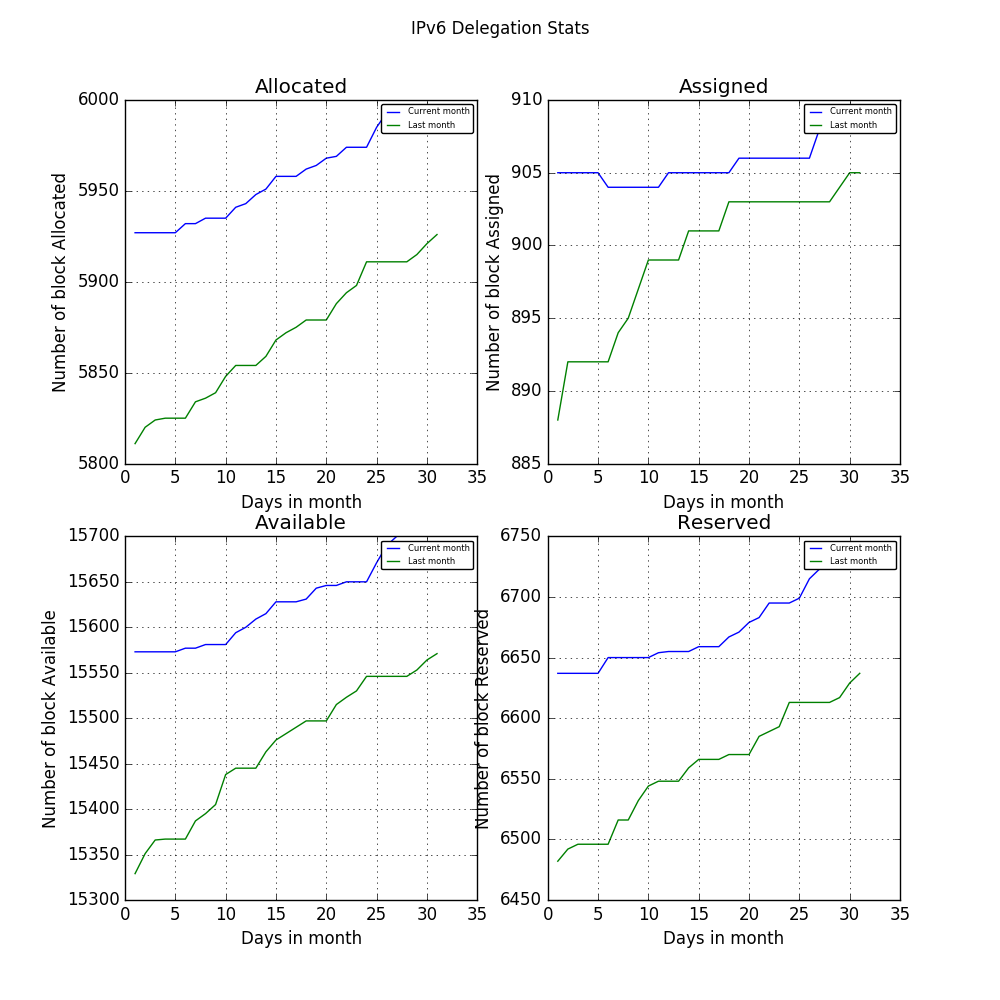 IPv6 Delegation Stats
Allocated
Number of block Allocated
6000
5950
5900
5850
5800
Current month
Last month
0 5 10 15 20 25 30 35
Days in month
Assigned
Number of block Assigned
910
905
900
895
890
885
Current month
Last month
0 5 10 15 20 25 30 35
Days in month
Available
Number of block Available
15700
15650
15600
15550
15500
15450
15400
15350
15300
Current month
Last month
0 5 10 15 20 25 30 35
Days in month
Reserved
Number of block Reserved
6750
6700
6650
6600
6550
6500
6450
Current month
Last month
0 5 10 15 20 25 30 35
Days in month